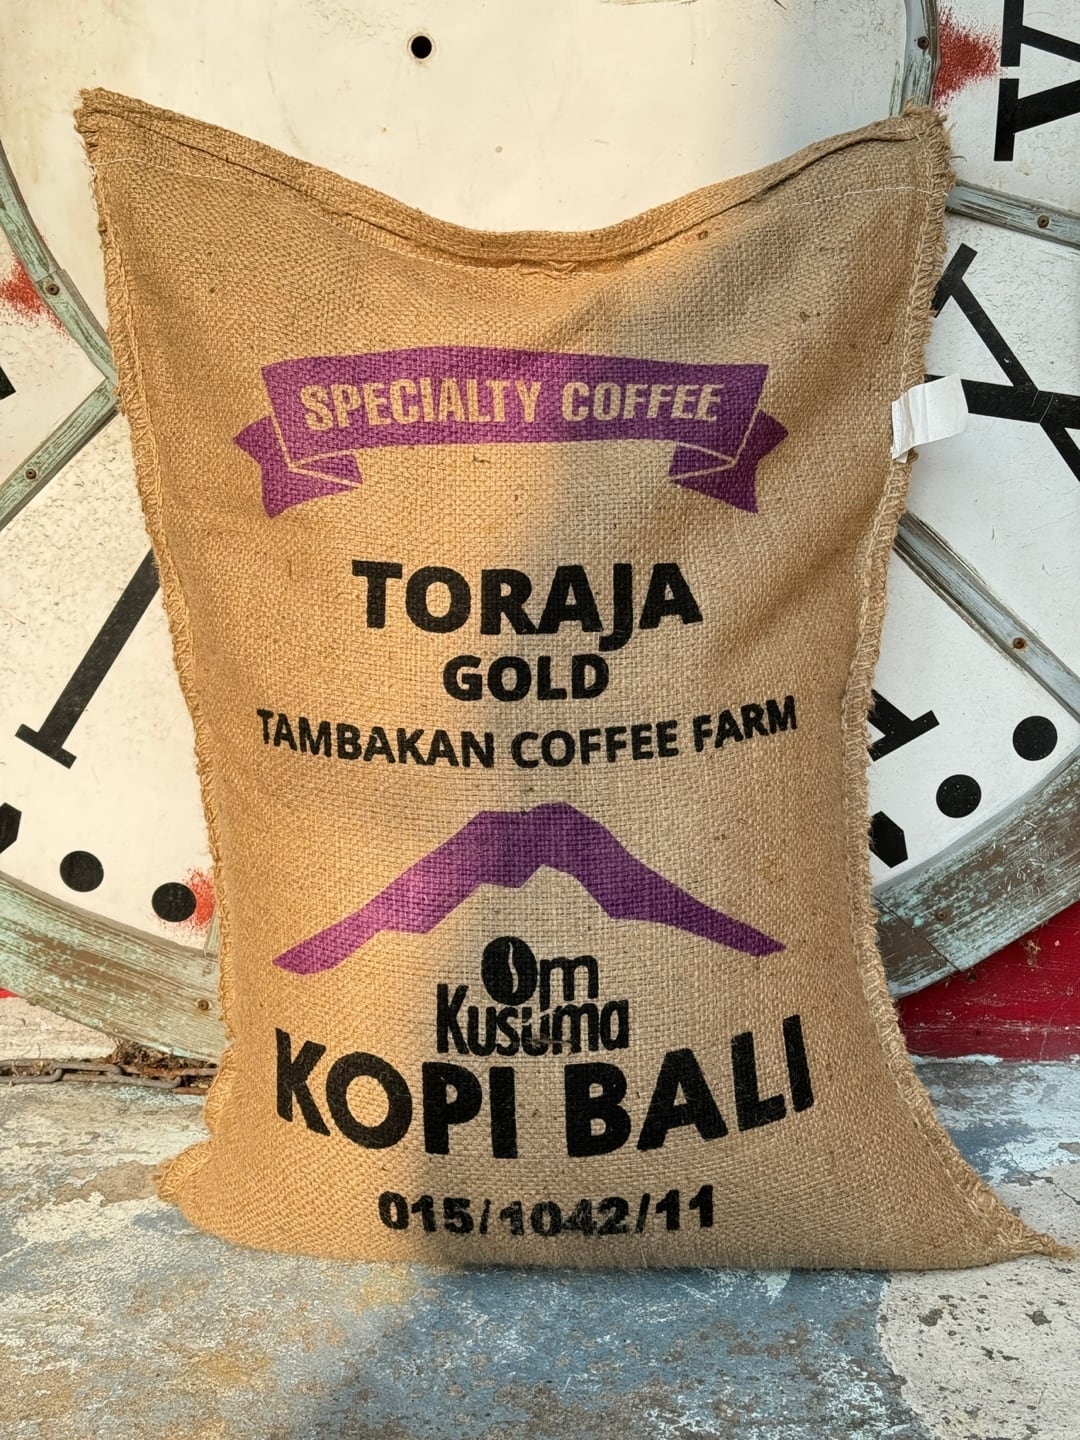 SPECIALTY COFFEE
TORAJA
GOLD
TAMBAKAN COFFEE FARM
Om
Kusuma
KOPI BALI
015/1042/11